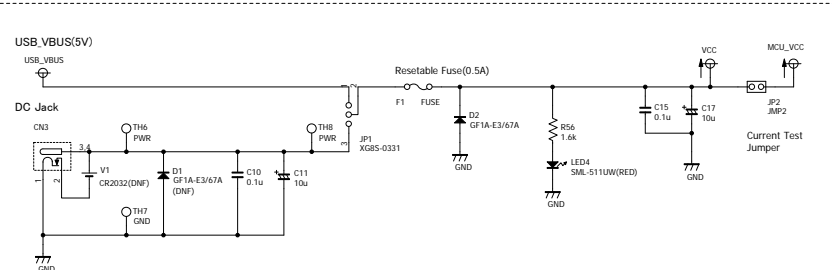 USB_VBUS(5V)
USB_VBUS
VCC
MCU_VCC
Resetable Fuse(0.5A)
F1 FUSE
1
2
3
JP1
XG8S-0331
D2
GF1A-E3/67A
GND
R56
1.6k
LED4
SML-511UW(RED)
GND
C15
0.1u
C17
10u
GND
JP2
JMP2
Current Test
Jumper
DC Jack
CN3
3,4
1
2
V1
CR2032(DNF)
TH6
PWR
TH8
PWR
D1
GF1A-E3/67A
(DNF)
C10
0.1u
C11
10u
TH7
GND
GND